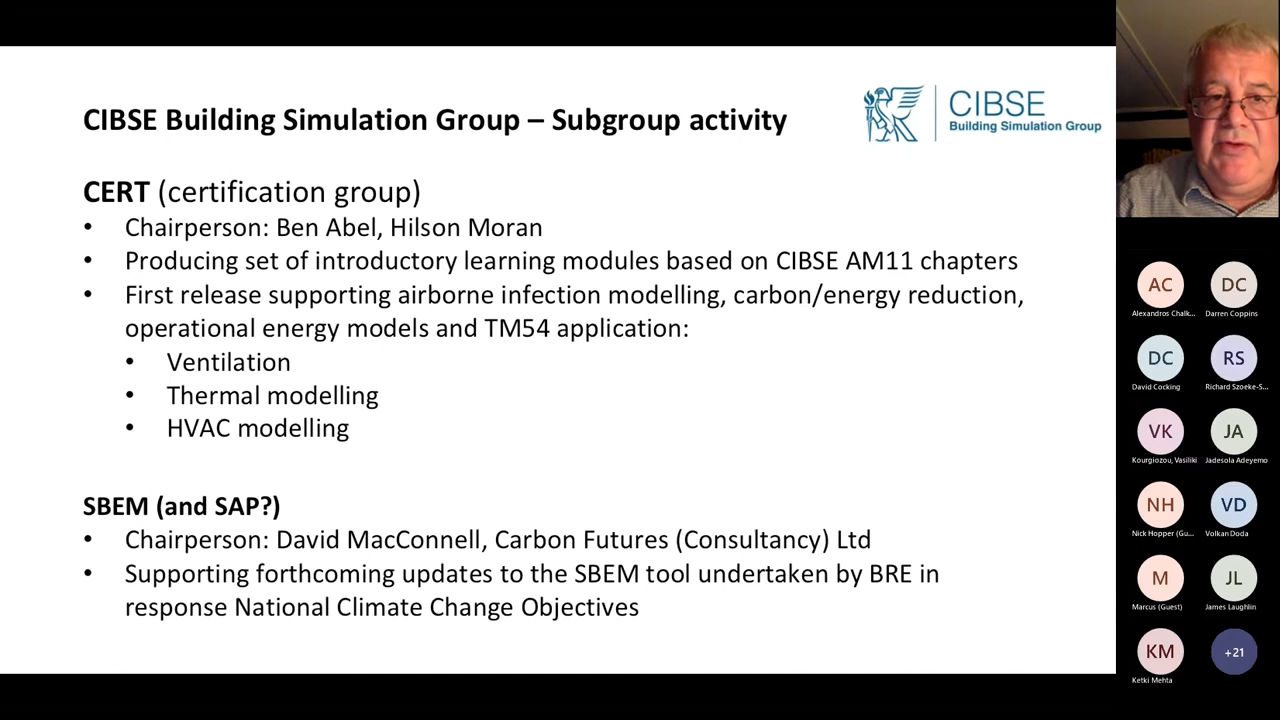 CIBSE Building Simulation Group – Subgroup activity
CIBSE
Building Simulation Group
CERT (certification group)
• Chairperson: Ben Abel, Hilson Moran
• Producing set of introductory learning modules based on CIBSE AM11 chapters
• First release supporting airborne infection modelling, carbon/energy reduction,
operational energy models and TM54 application:
• Ventilation
• Thermal modelling
• HVAC modelling
SBEM (and SAP?)
• Chairperson: David MacConnell, Carbon Futures (Consultancy) Ltd
• Supporting forthcoming updates to the SBEM tool undertaken by BRE in
response National Climate Change Objectives
AC DC
Alexandros Chalk... Darren Coppins
DC RS
David Cocking Richard Szoeke-S...
VK JA
Kourgiozou, Vasiliki Jadesola Adeyemo
NH VD
Nick Hopper (Gu... Volkan Doda
M JL
Marcus (Guest) James Laughlin
KM +21
Ketki Mehta